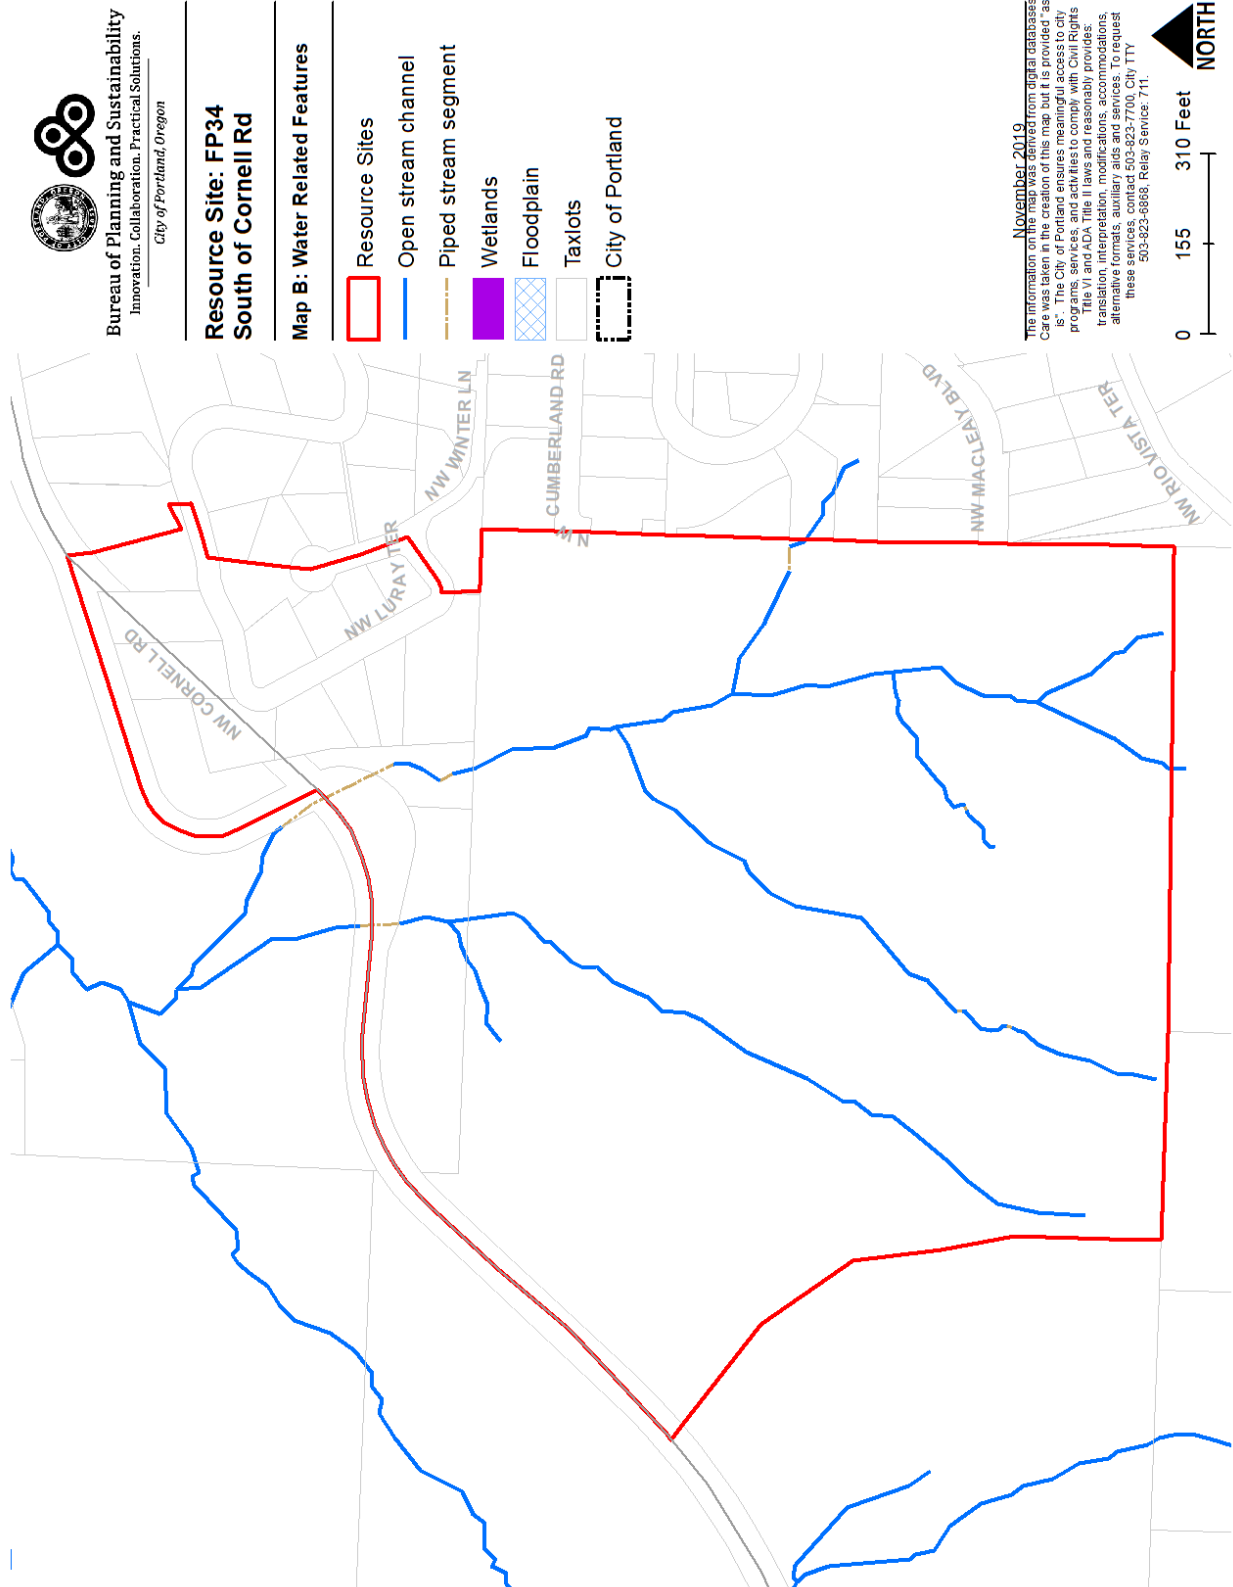 Bureau of Planning and Sustainability
Innovation. Collaboration. Practical Solutions.
City of Portland, Oregon
Resource Site: FP34
South of Cornell Rd
Map B: Water Related Features
Resource Sites
Open stream channel
Piped stream segment
Wetlands
Floodplain
Taxlots
City of Portland
November 2019
The information on the map was derived from digital databases
Care was taken in the creation of this map but it is provided "as
is". The City of Portland ensures meaningful access to city
programs, services, and activities to comply with Civil Rights
Title VI and ADA Title II laws and reasonably provides:
translation, interpretation, modifications, accommodations,
alternative formats, auxiliary aids and services. To request
these services, contact 503-823-7700, City TTY
503-823-6868, Relay Service: 711.
0 155 310 Feet
NORTH
NW CORNELL RD
NW LURAY TER
NW WINTER LN
NW CUMBERLAND RD
NW MACLEAY BLVD
NW RIO VISTA TER